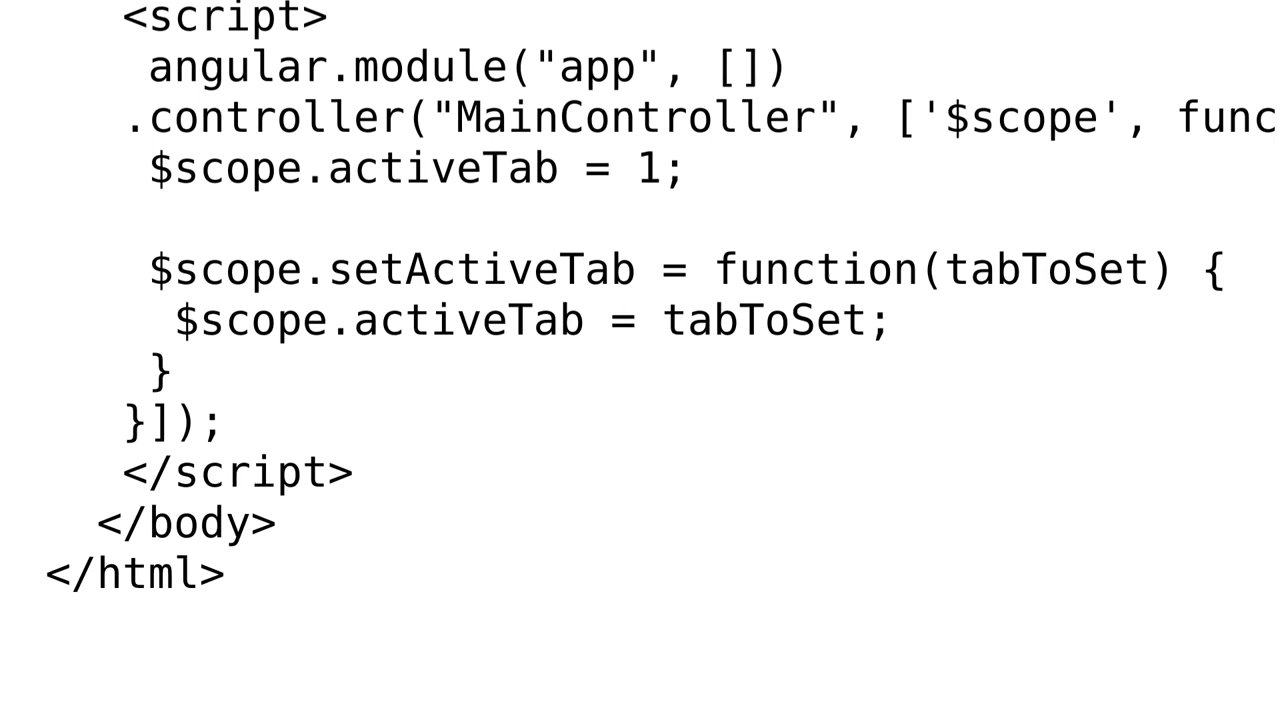 <script>
angular.module("app", [])
.controller("MainController", ['$scope', func
$scope.activeTab = 1;
$scope.setActiveTab = function(tabToSet) {
$scope.activeTab = tabToSet;
}
}]);
</script>
</body>
</html>